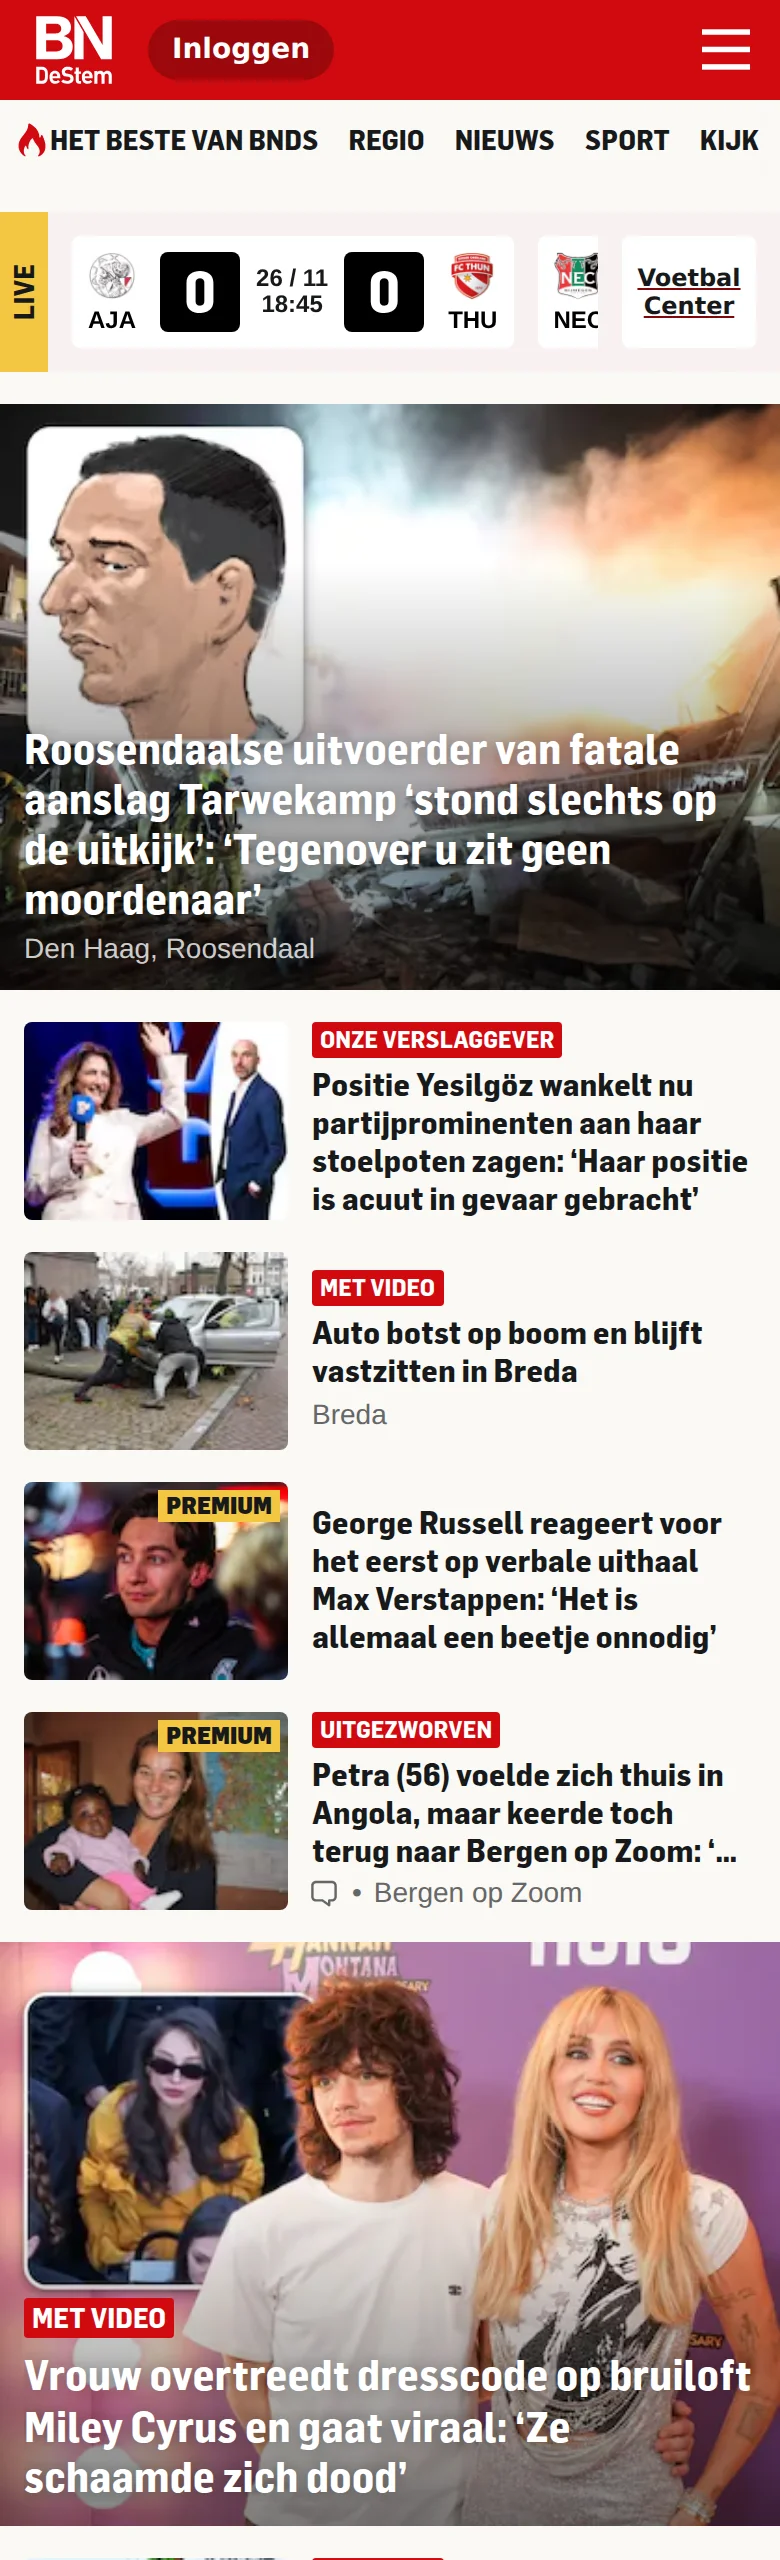 BN
DeStem
Inloggen
HET BESTE VAN BNDS REGIO NIEUWS SPORT KIJK
LIVE
AJA
0
26 / 11
18:45
0
FC THUN
THU
NEC
NEC
Voetbal
Center
Roosendaalse uitvoerder van fatale
aanslag Tarwekamp ‘stond slechts op
de uitkijk’: ‘Tegenover u zit geen
moordenaar’
Den Haag, Roosendaal
ONZE VERSLAGGEVER
Positie Yesilgöz wankelt nu
partijprominenten aan haar
stoelpoten zagen: ‘Haar positie
is acuut in gevaar gebracht’
MET VIDEO
Auto botst op boom en blijft
vastzitten in Breda
Breda
PREMIUM
George Russell reageert voor
het eerst op verbale uithaal
Max Verstappen: ‘Het is
allemaal een beetje onnodig’
PREMIUM
UITGEZWORVEN
Petra (56) voelde zich thuis in
Angola, maar keerde toch
terug naar Bergen op Zoom: ‘...
• Bergen op Zoom
HANNAH
MONTANA
hulu
MET VIDEO
Vrouw overtreedt dresscode op bruiloft
Miley Cyrus en gaat viraal: ‘Ze
schaamde zich dood’